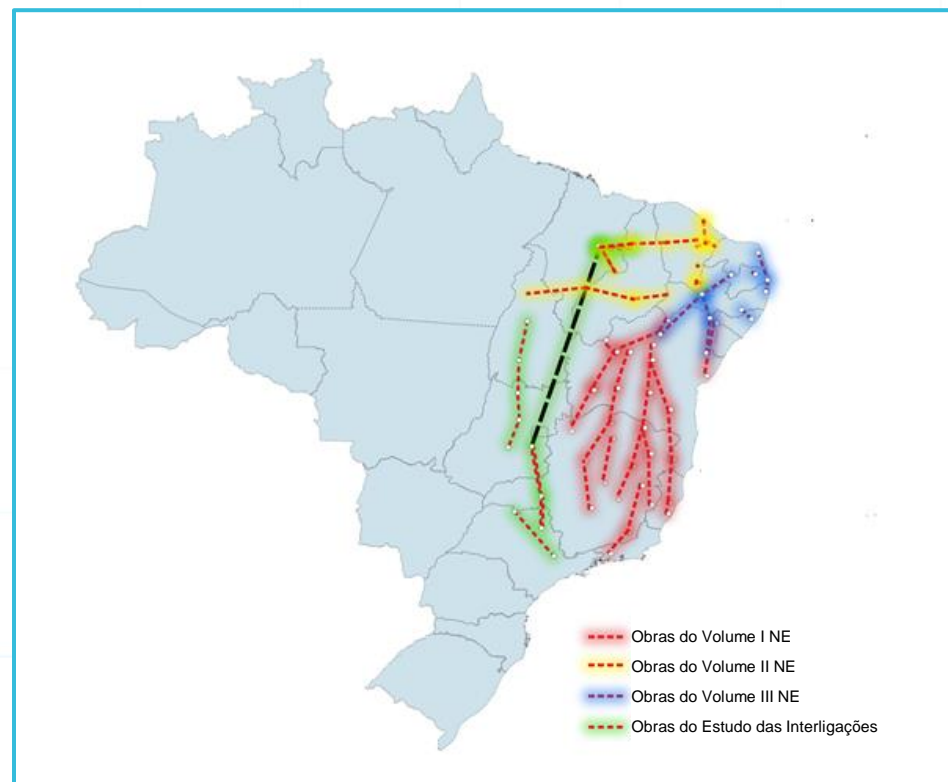 Obras do Volume I NE
Obras do Volume II NE
Obras do Volume III NE
Obras do Estudo das Interligações